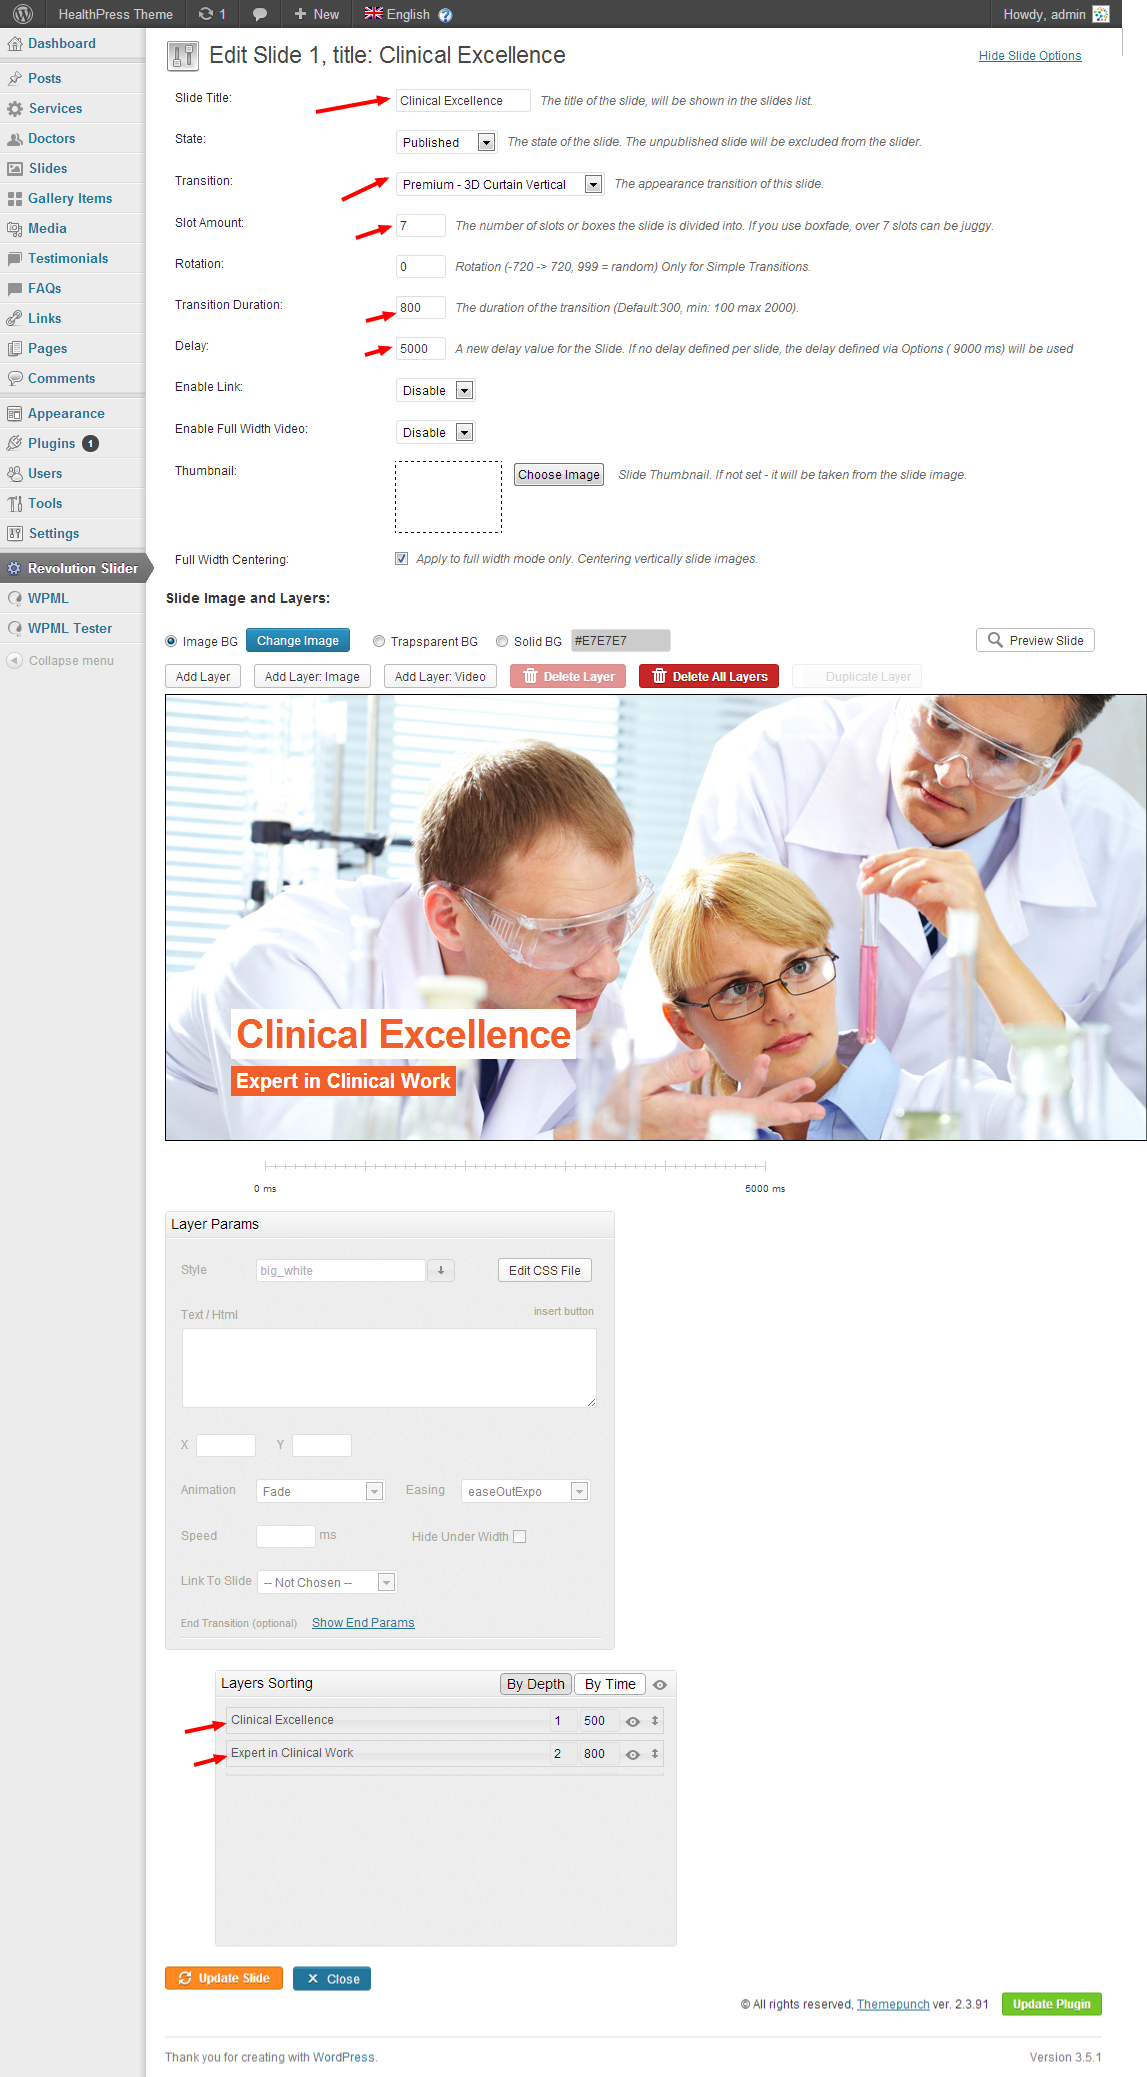 HealthPress Theme 1 New English Howdy, admin
Dashboard
Posts
Services
Doctors
Slides
Gallery Items
Media
Testimonials
FAQs
Links
Pages
Comments
Appearance
Plugins 1
Users
Tools
Settings
Revolution Slider
WPML
WPML Tester
Collapse menu
Edit Slide 1, title: Clinical Excellence
Hide Slide Options
Slide Title: Clinical Excellence The title of the slide, will be shown in the slides list.
State: Published The state of the slide. The unpublished slide will be excluded from the slider.
Transition: Premium - 3D Curtain Vertical The appearance transition of this slide.
Slot Amount: 7 The number of slots or boxes the slide is divided into. If you use boxfade, over 7 slots can be juggy.
Rotation: 0 Rotation (-720 -> 720, 999 = random) Only for Simple Transitions.
Transition Duration: 800 The duration of the transition (Default:300, min: 100 max 2000).
Delay: 5000 A new delay value for the Slide. If no delay defined per slide, the delay defined via Options ( 9000 ms) will be used
Enable Link: Disable
Enable Full Width Video: Disable
Thumbnail: Choose Image Slide Thumbnail. If not set - it will be taken from the slide image.
Full Width Centering: Apply to full width mode only. Centering vertically slide images.
Slide Image and Layers:
Image BG Change Image Trapsparent BG Solid BG #E7E7E7 Preview Slide
Add Layer Add Layer: Image Add Layer: Video Delete Layer Delete All Layers Duplicate Layer
Clinical Excellence
Expert in Clinical Work
0 ms 5000 ms
Layer Params
Style big_white Edit CSS File
Text / Html insert button
X Y
Animation Fade Easing easeOutExpo
Speed ms Hide Under Width
Link To Slide -- Not Chosen --
End Transition (optional) Show End Params
Layers Sorting By Depth By Time
Clinical Excellence 1 500
Expert in Clinical Work 2 800
Update Slide Close
© All rights reserved, Themepunch ver. 2.3.91 Update Plugin
Thank you for creating with WordPress. Version 3.5.1